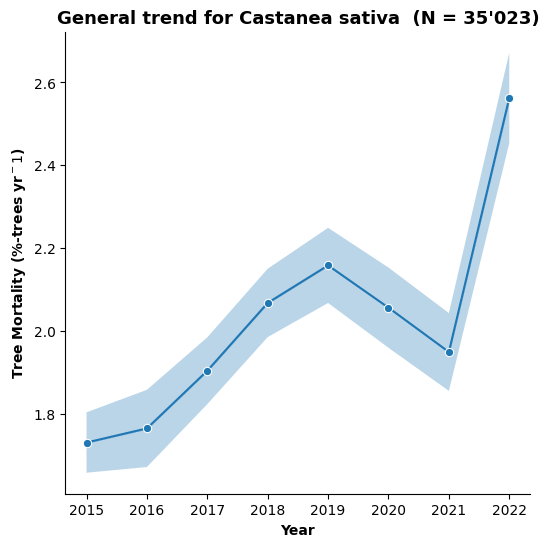 General trend for Castanea sativa (N = 35'023)
Tree Mortality (%-trees yr⁻1)
2.6
2.4
2.2
2.0
1.8
2015 2016 2017 2018 2019 2020 2021 2022
Year